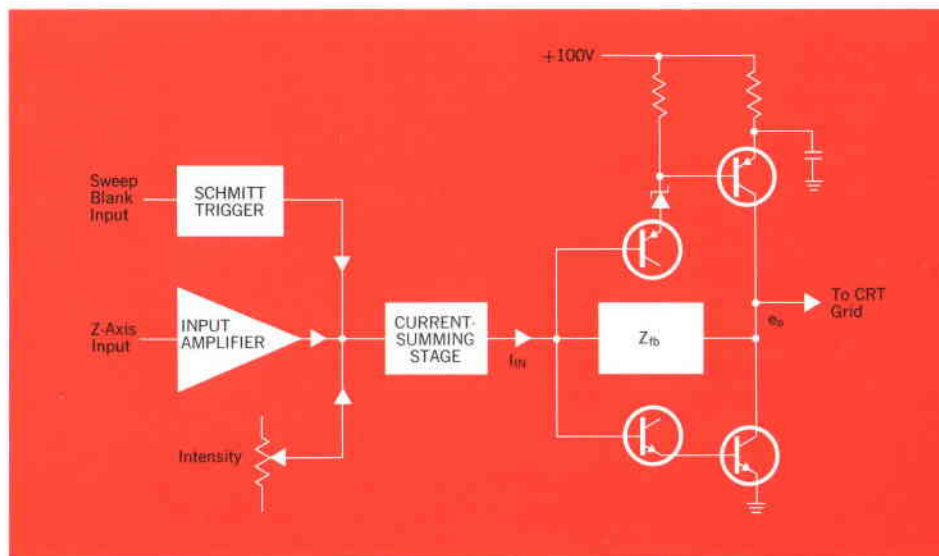 +100V
Sweep
Blank
Input
SCHMITT
TRIGGER
Z-Axis
Input
INPUT
AMPLIFIER
CURRENT-
SUMMING
STAGE
I_IN
Z_fb
e_o
To CRT
Grid
Intensity